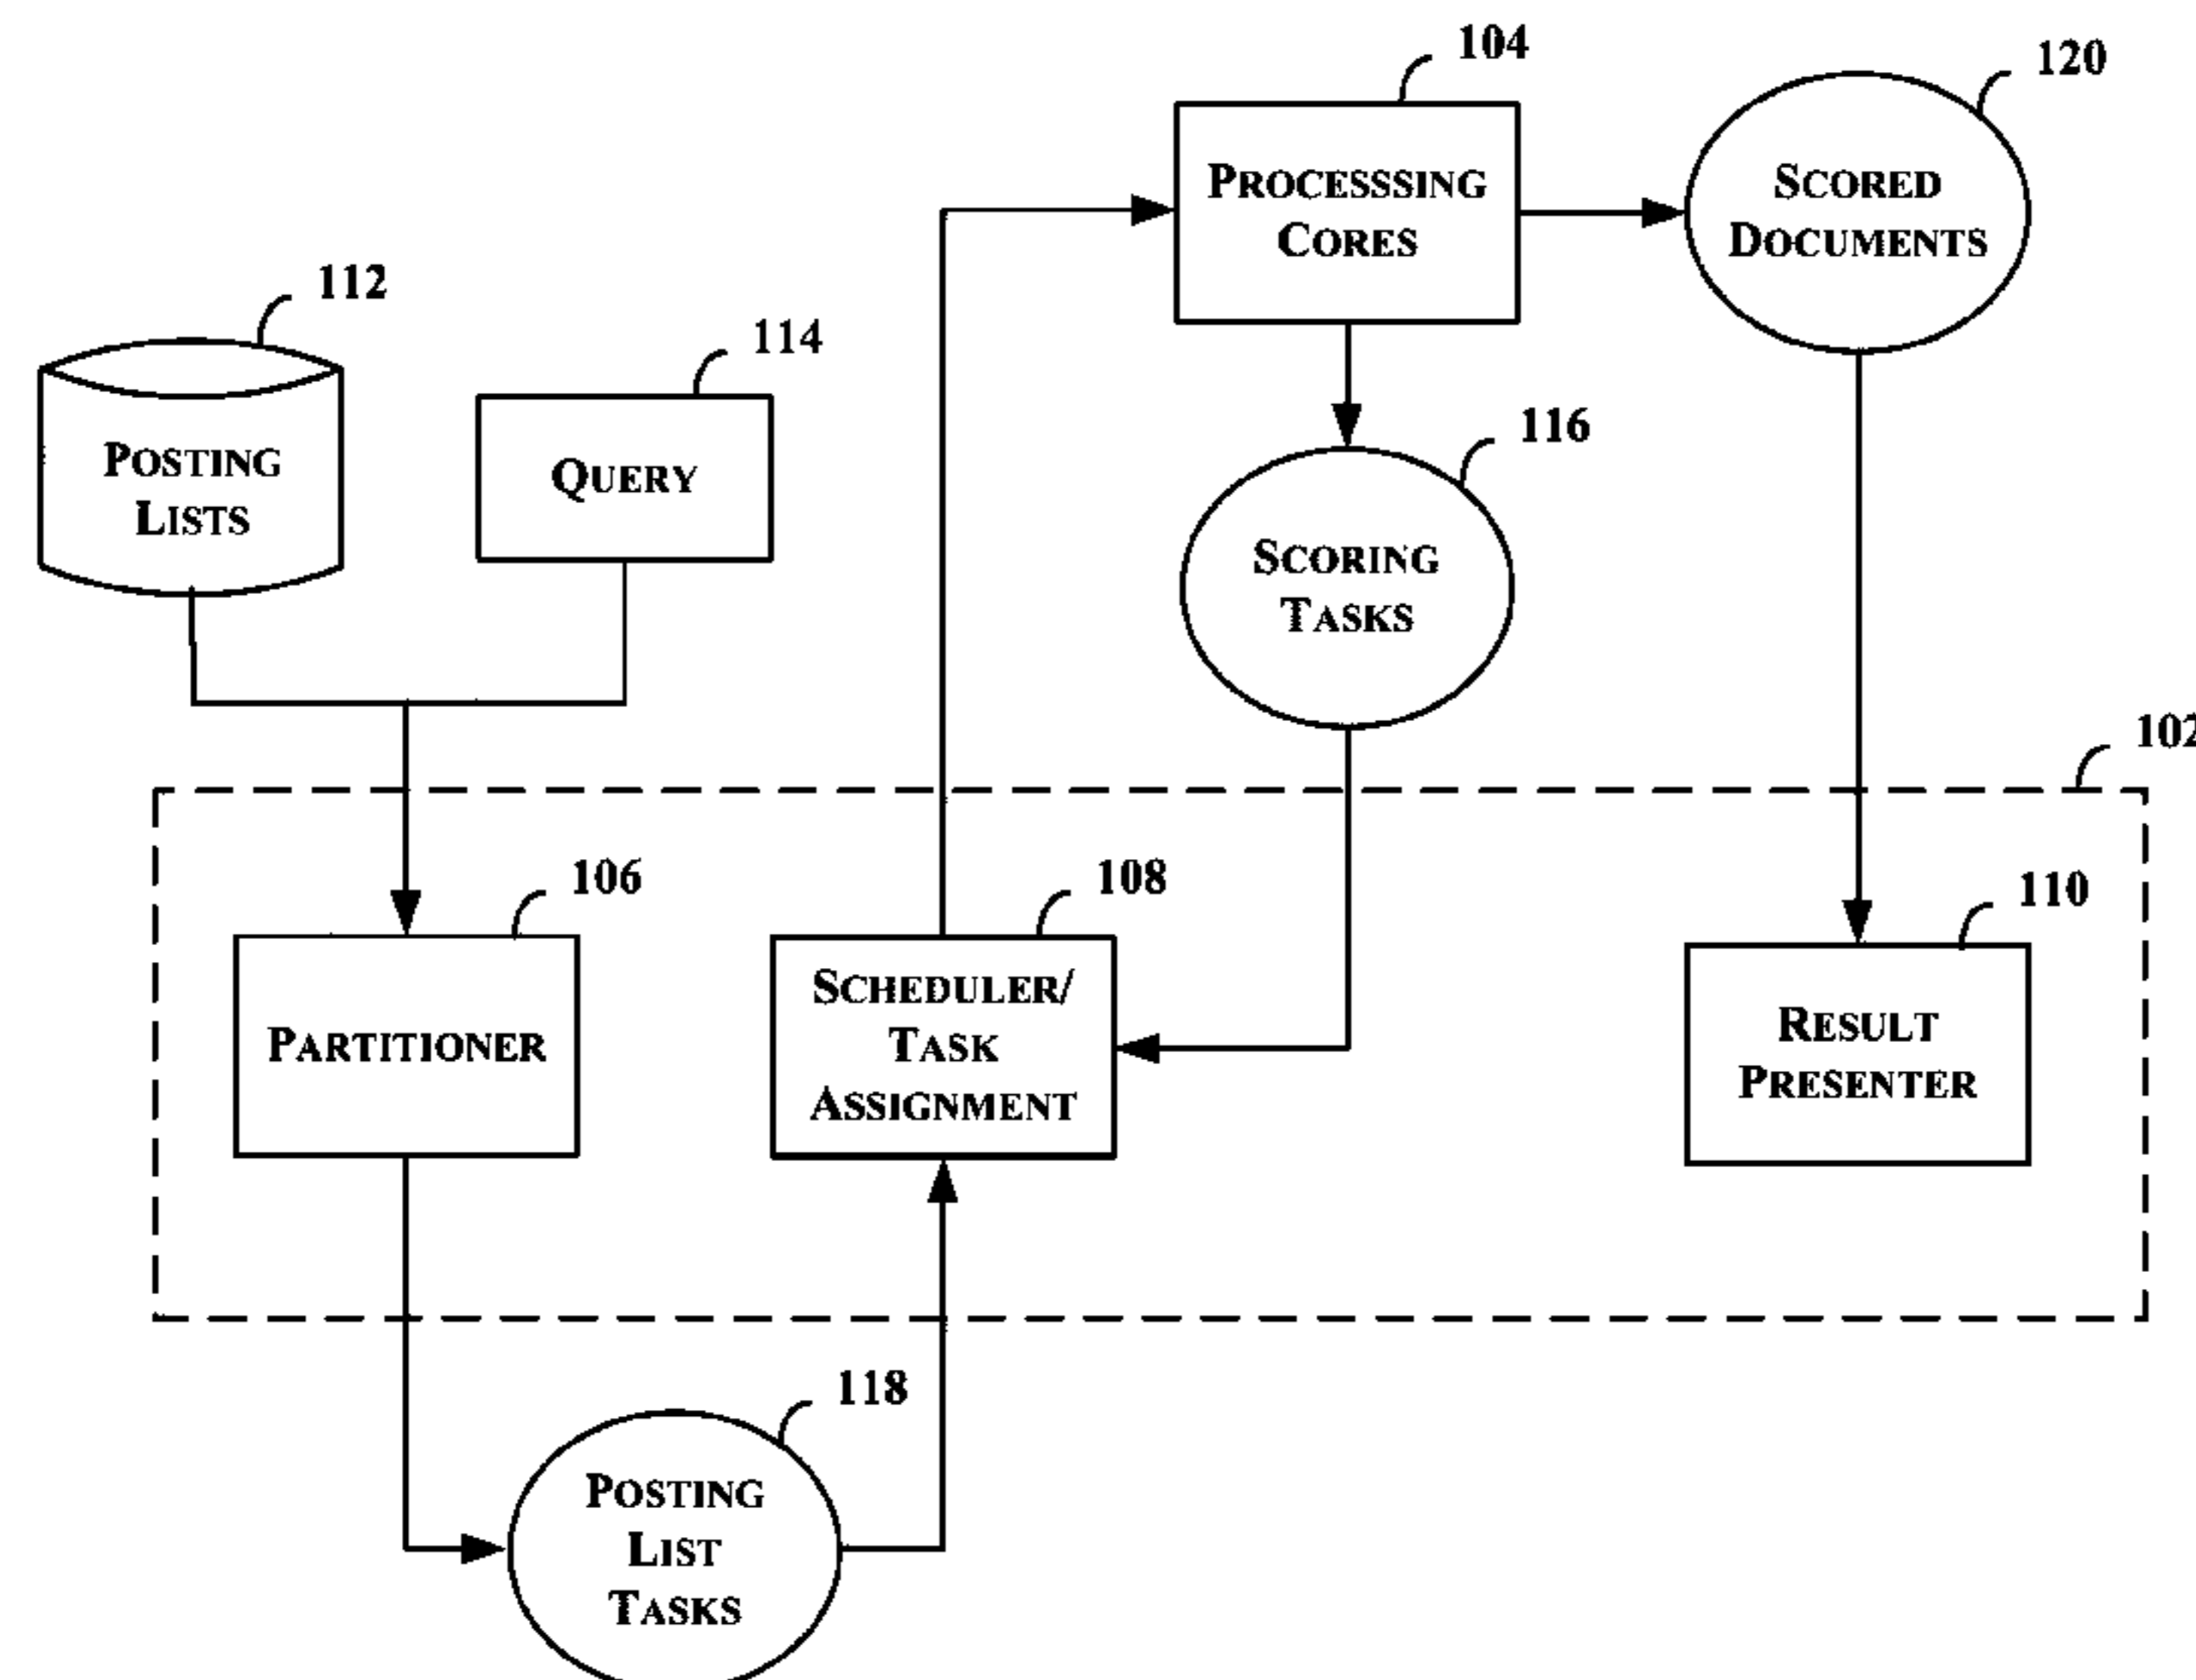 104
120
PROCESSSING
CORES
SCORED
DOCUMENTS
112
114
POSTING
LISTS
QUERY
116
SCORING
TASKS
102
106
108
110
PARTITIONER
SCHEDULER/
TASK
ASSIGNMENT
RESULT
PRESENTER
118
POSTING
LIST
TASKS